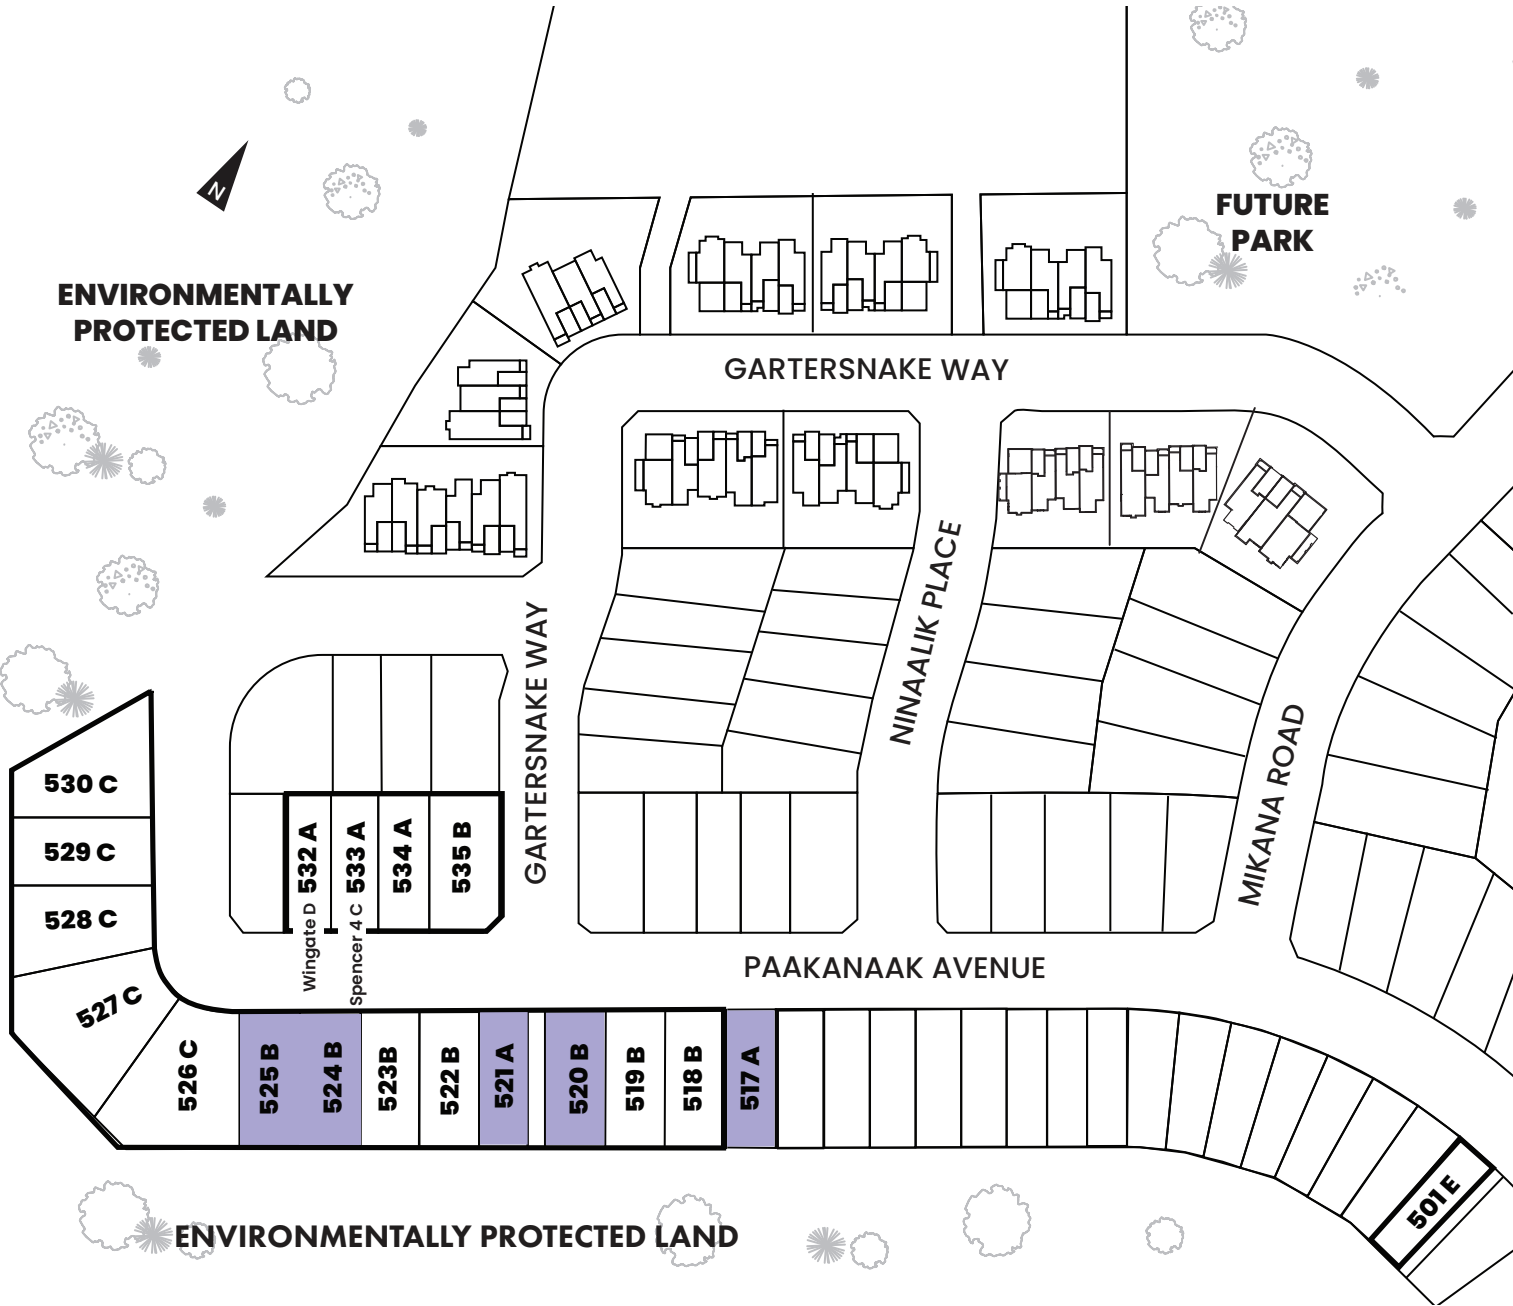 N
FUTURE
PARK
ENVIRONMENTALLY
PROTECTED LAND
GARTERSNAKE WAY
NINAALIK PLACE
GARTERSNAKE WAY
MIKANA ROAD
530 C
529 C
528 C
527 C
526 C
532 A
533 A
534 A
535 B
Wingate D
Spencer 4 C
PAAKANAAK AVENUE
525 B
524 B
523B
522 B
521 A
520 B
519 B
518 B
517 A
501 E
ENVIRONMENTALLY PROTECTED LAND